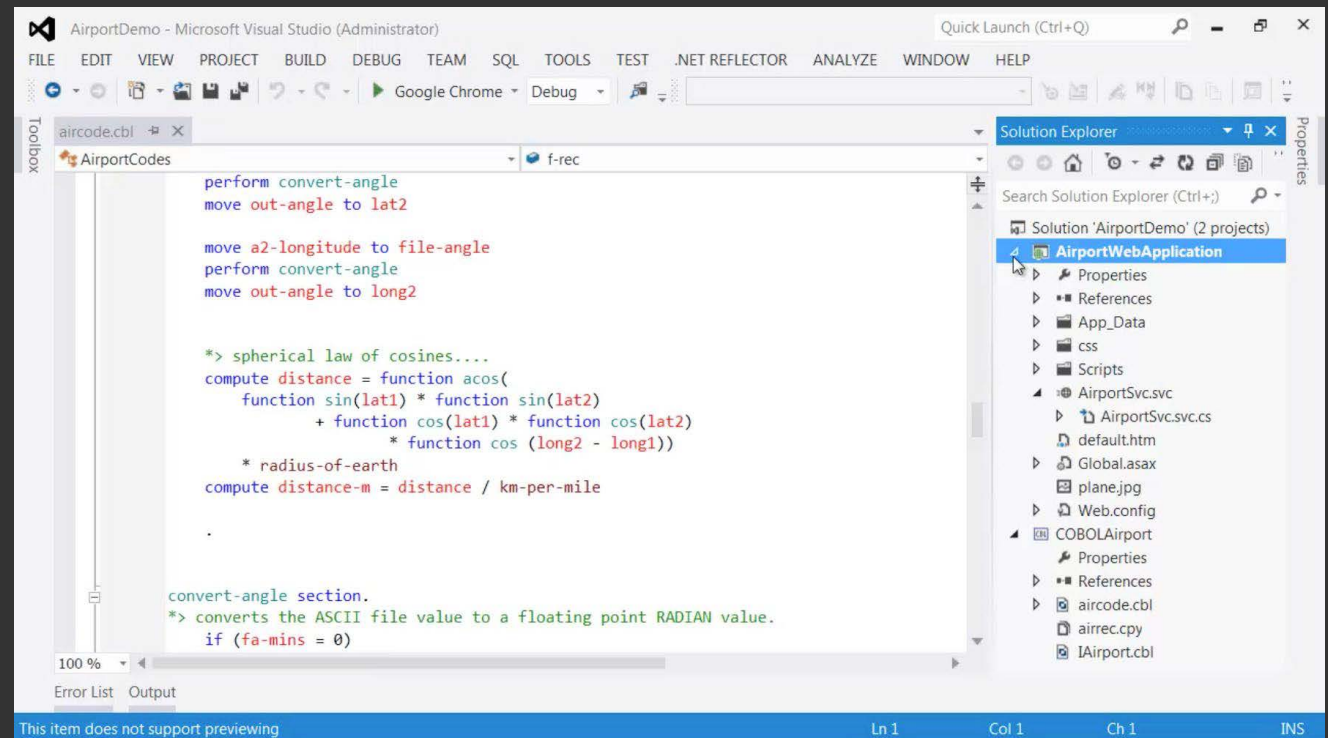 AirportDemo - Microsoft Visual Studio (Administrator)
Quick Launch (Ctrl+Q)
FILE EDIT VIEW PROJECT BUILD DEBUG TEAM SQL TOOLS TEST .NET REFLECTOR ANALYZE WINDOW HELP
Google Chrome Debug
Toolbox
aircode.cbl
AirportCodes
f-rec
perform convert-angle
move out-angle to lat2
move a2-longitude to file-angle
perform convert-angle
move out-angle to long2
*> spherical law of cosines....
compute distance = function acos(
function sin(lat1) * function sin(lat2)
+ function cos(lat1) * function cos(lat2)
* function cos (long2 - long1))
* radius-of-earth
compute distance-m = distance / km-per-mile
.
convert-angle section.
*> converts the ASCII file value to a floating point RADIAN value.
if (fa-mins = 0)
100 %
Error List Output
Solution Explorer
Search Solution Explorer (Ctrl+;)
Solution 'AirportDemo' (2 projects)
AirportWebApplication
Properties
References
App_Data
css
Scripts
AirportSvc.svc
AirportSvc.svc.cs
default.htm
Global.asax
plane.jpg
Web.config
COBOLAirport
Properties
References
aircode.cbl
airrec.cpy
IAirport.cbl
Properties
This item does not support previewing
Ln 1 Col 1 Ch 1 INS